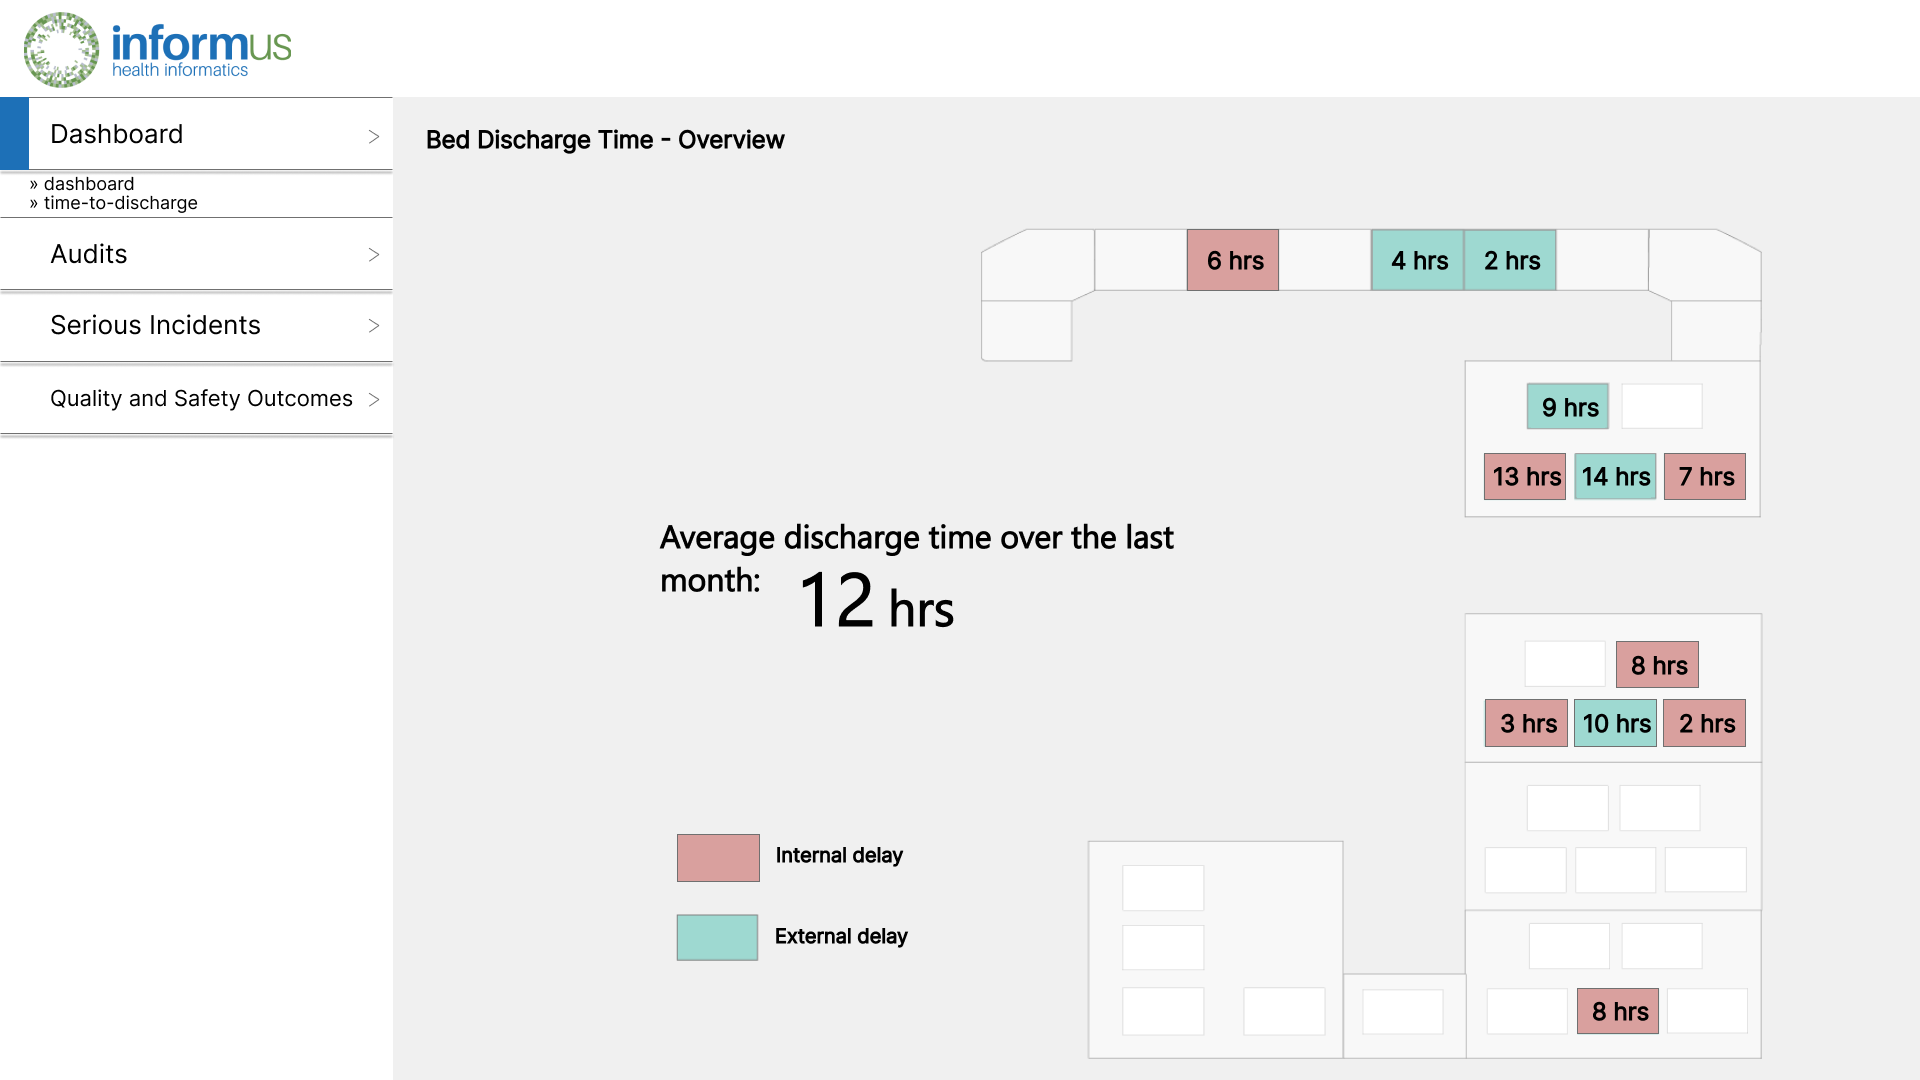 informus
health informatics
Dashboard >
» dashboard
» time-to-discharge
Audits >
Serious Incidents >
Quality and Safety Outcomes >
Bed Discharge Time - Overview
6 hrs 4 hrs 2 hrs
9 hrs
13 hrs 14 hrs 7 hrs
Average discharge time over the last
month: 12 hrs
8 hrs
3 hrs 10 hrs 2 hrs
Internal delay
External delay
8 hrs